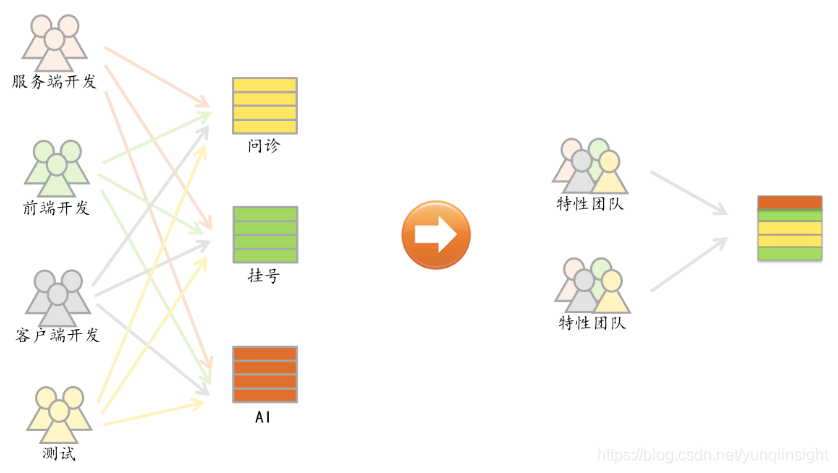 服务端开发
前端开发
客户端开发
测试
问诊
挂号
AI
特性团队
特性团队
https://blog.csdn.net/yunqiinsight